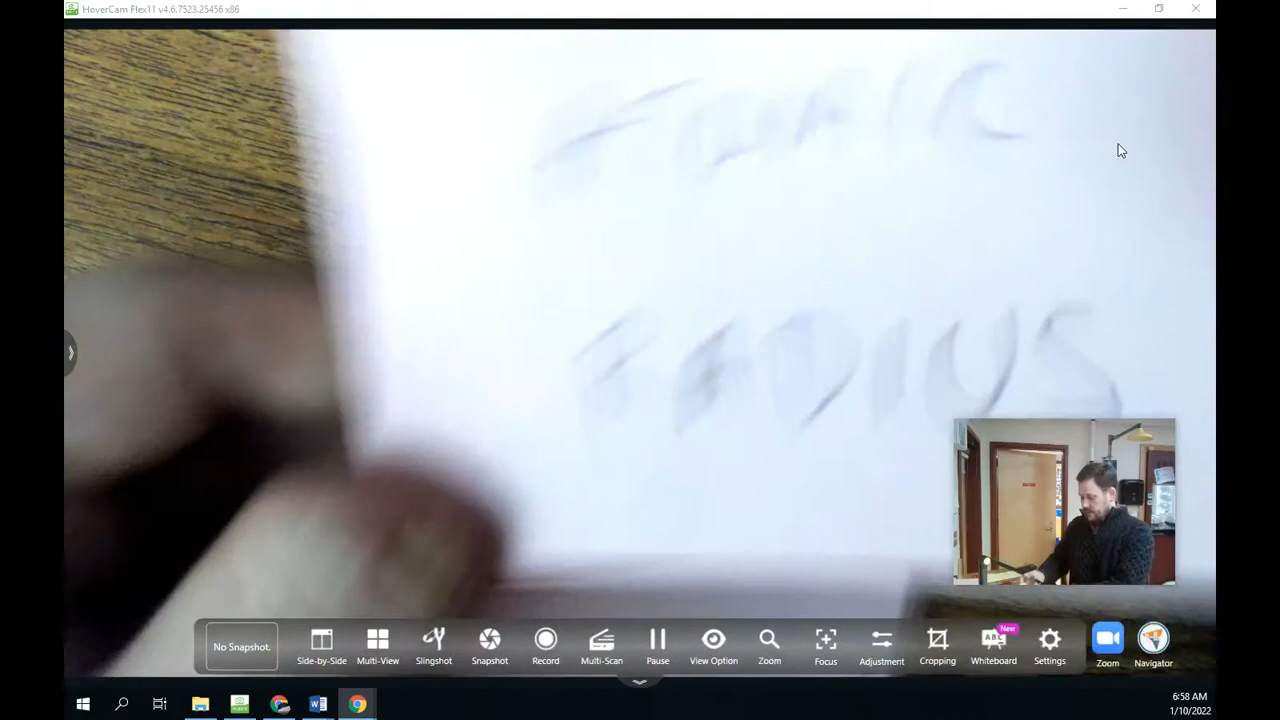 HoverCam Flex11 v4.6.7523.25456 x86
RADIUS
No Snapshot.
Side-by-Side
Multi-View
Slingshot
Snapshot
Record
Multi-Scan
Pause
View Option
Zoom
Focus
Adjustment
Cropping
New
ABC
Whiteboard
Settings
Zoom
Navigator
6:58 AM
1/10/2022